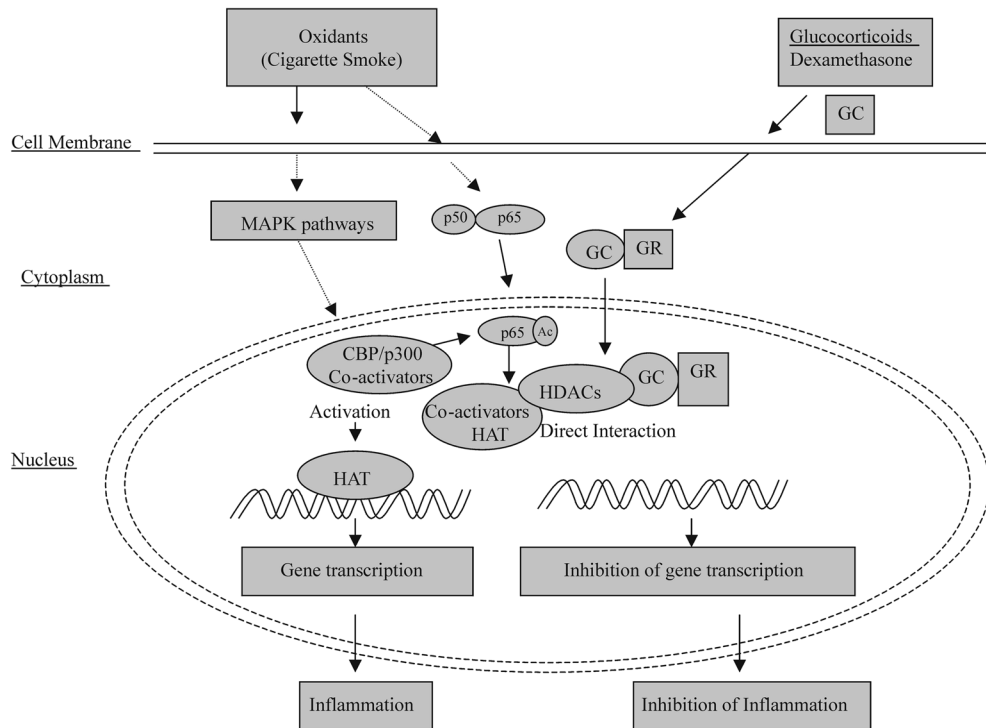 Oxidants
(Cigarette Smoke)
Glucocorticoids
Dexamethasone
GC
Cell Membrane
MAPK pathways
p50
p65
GC
GR
Cytoplasm
p65
Ac
CBP/p300
Co-activators
HDACs
GC
GR
Activation
Co-activators
HAT
Direct Interaction
Nucleus
HAT
Gene transcription
Inhibition of gene transcription
Inflammation
Inhibition of Inflammation